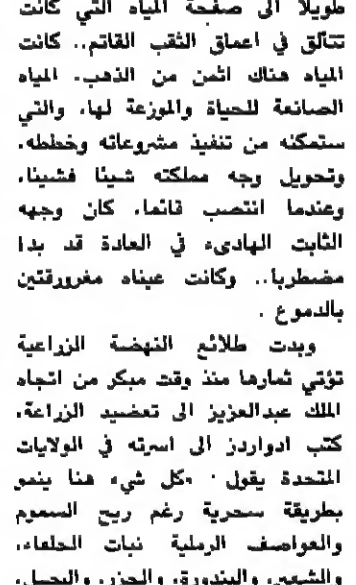 طويلا الى صفحة المياه التي كانت
تتألق في اعماق الثقب القاتم.. كانت
المياه هناك اثمن من الذهب. المياه
الصانعة للحياة والموزعة لها، والتي
ستمكنه من تنفيذ مشروعاته وخططه،
وتحويل وجه مملكته شيئا فشيئا.
وعندما انتصب قائما. كان وجهه
الثابت الهادىء في العادة قد بدا
مضطربا.. وكانت عيناه مغرورقتين
بالدموع .
وبدت طلائع النهضة الزراعية
تؤتي ثمارها منذ وقت مبكر من اتجاه
الملك عبدالعزيز الى تعضيد الزراعة.
كتب ادواردز الى اسرته في الولايات
المتحدة يقول · «كل شيء هنا ينمو
بطريقة سحرية رغم ريح السموم
والعواصف الرملية نبات الحلفاء،
والشعير، والبندورة، والجزر، والبصل،